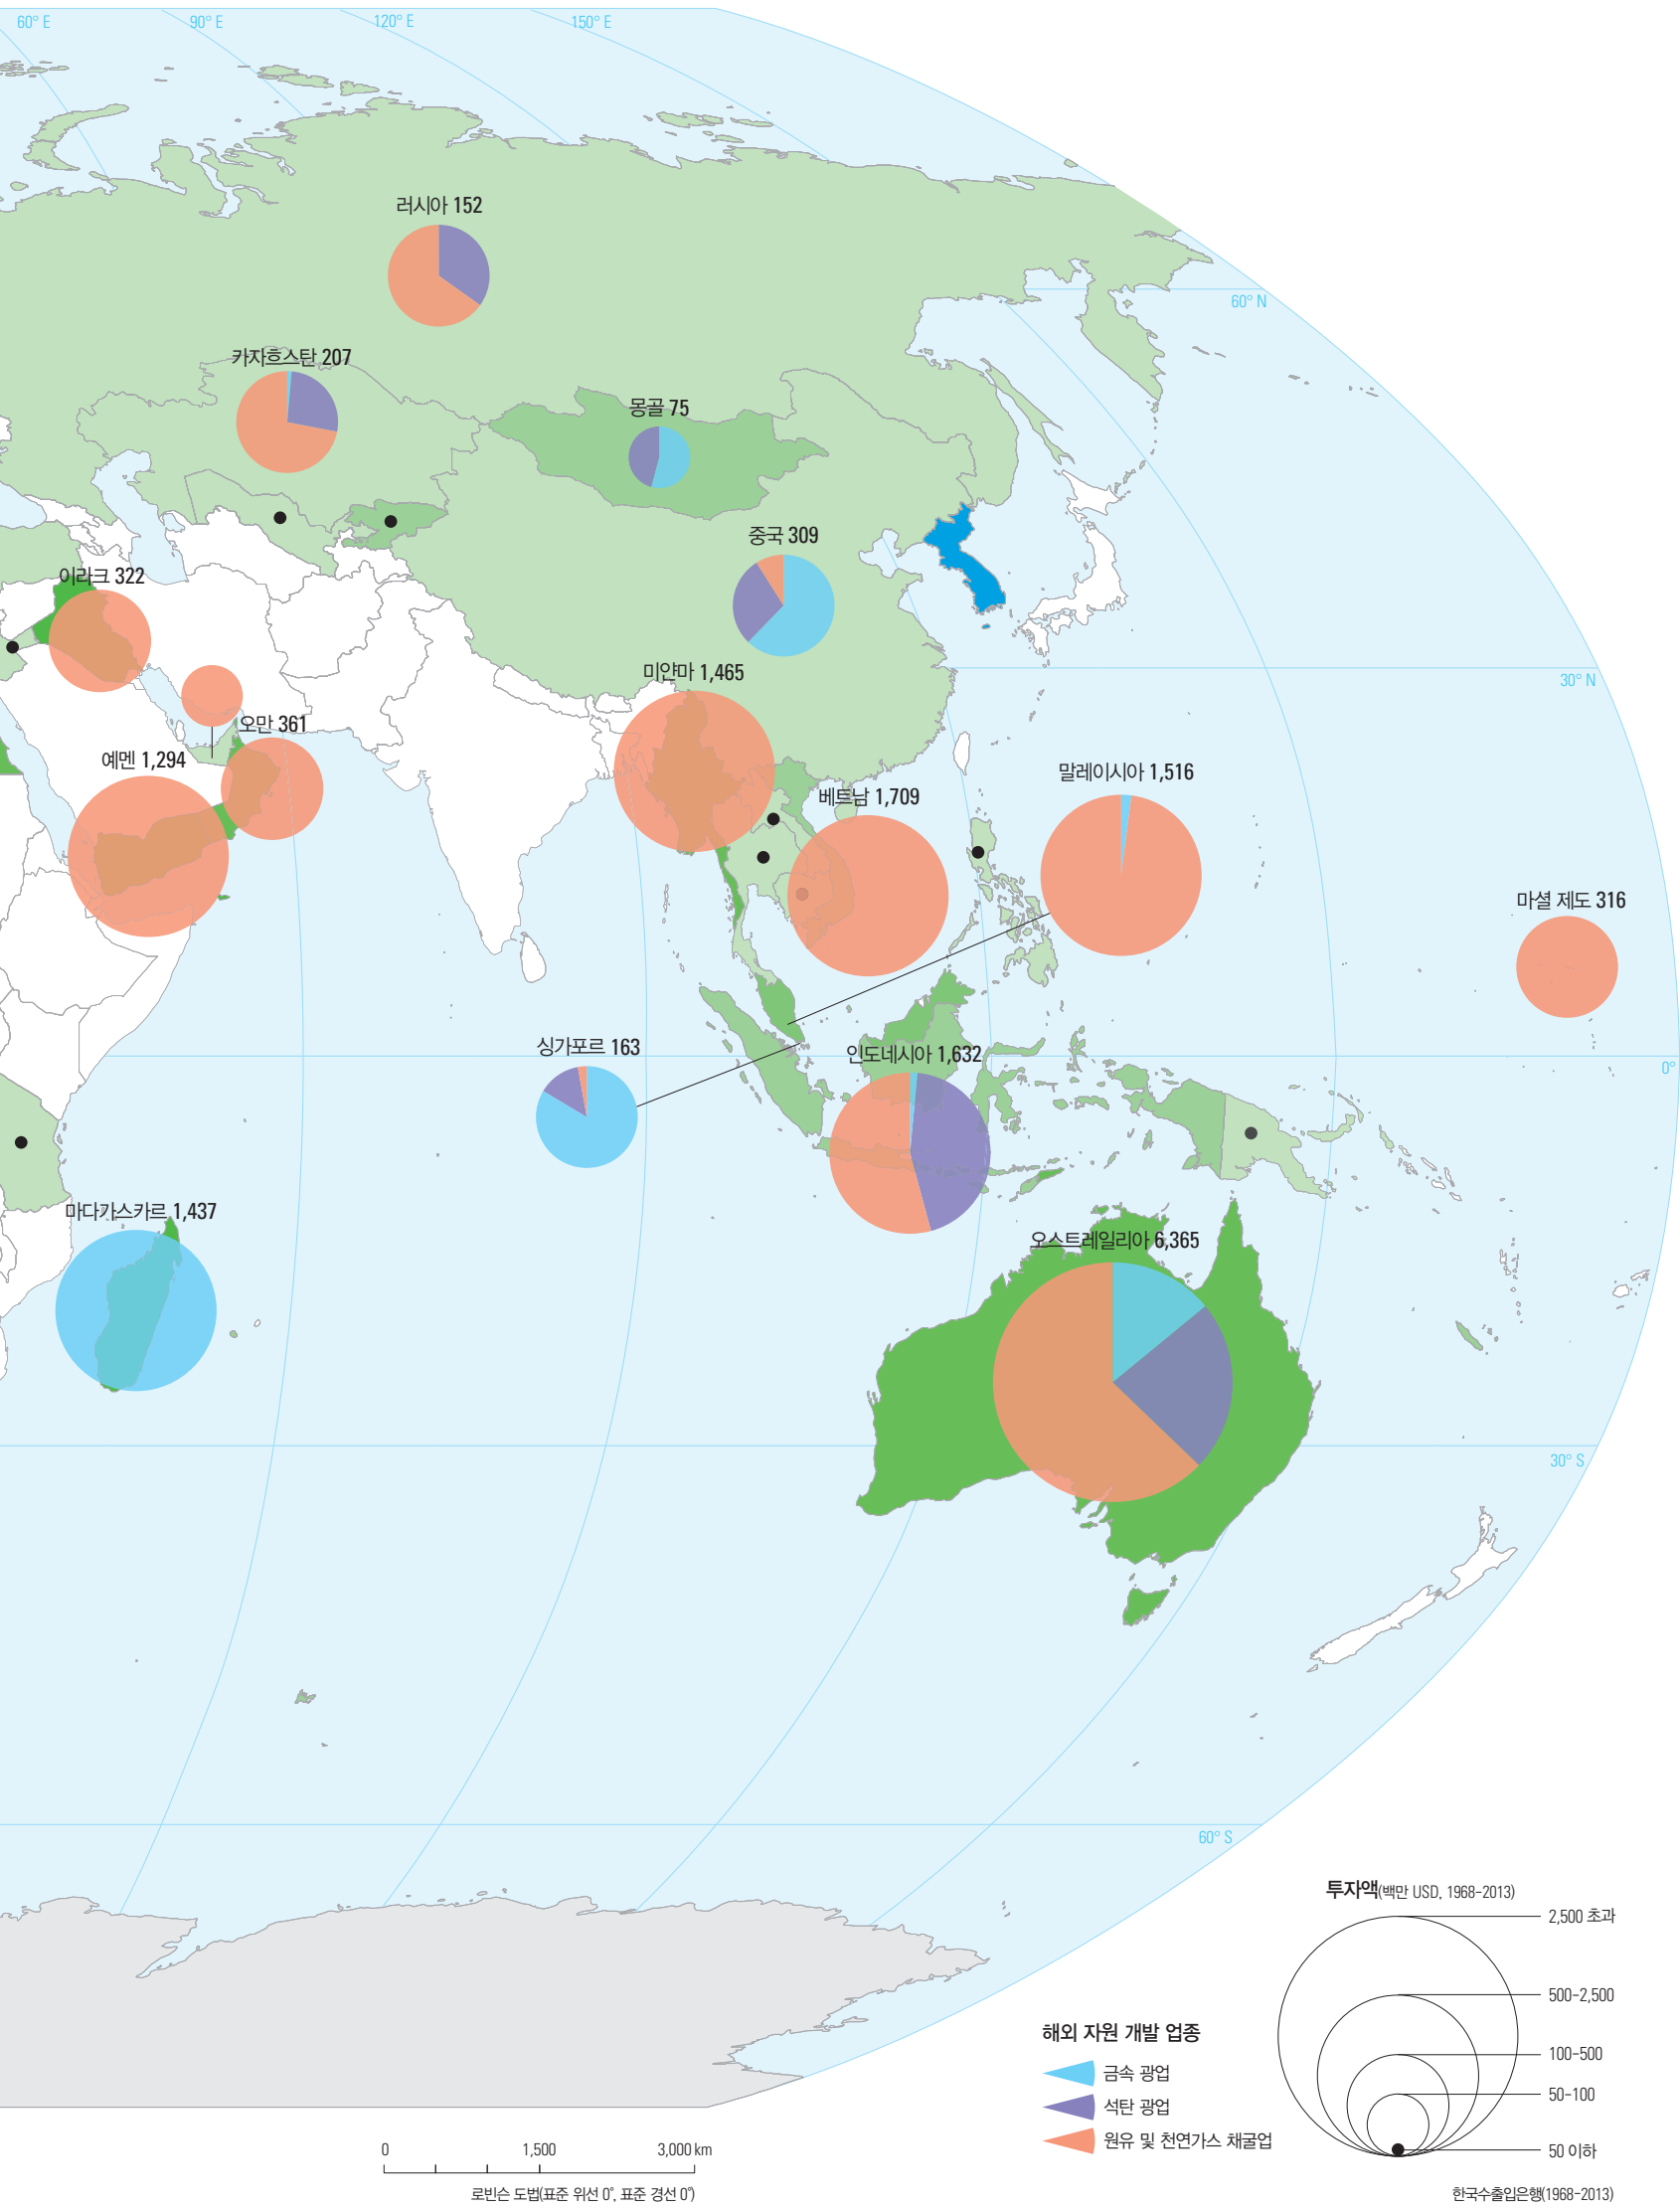 60° E
90° E
120° E
150° E
러시아 152
60° N
카자흐스탄 207
몽골 75
중국 309
이라크 322
미얀마 1,465
30° N
오만 361
예멘 1,294
말레이시아 1,516
베트남 1,709
마셜 제도 316
싱가포르 163
인도네시아 1,632
0°
마다가스카르 1,437
오스트레일리아 6,365
30° S
60° S
투자액(백만 USD, 1968-2013)
2,500 초과
500-2,500
100-500
50-100
50 이하
해외 자원 개발 업종
금속 광업
석탄 광업
원유 및 천연가스 채굴업
0 1,500 3,000 km
로빈슨 도법(표준 위선 0°, 표준 경선 0°)
한국수출입은행(1968-2013)